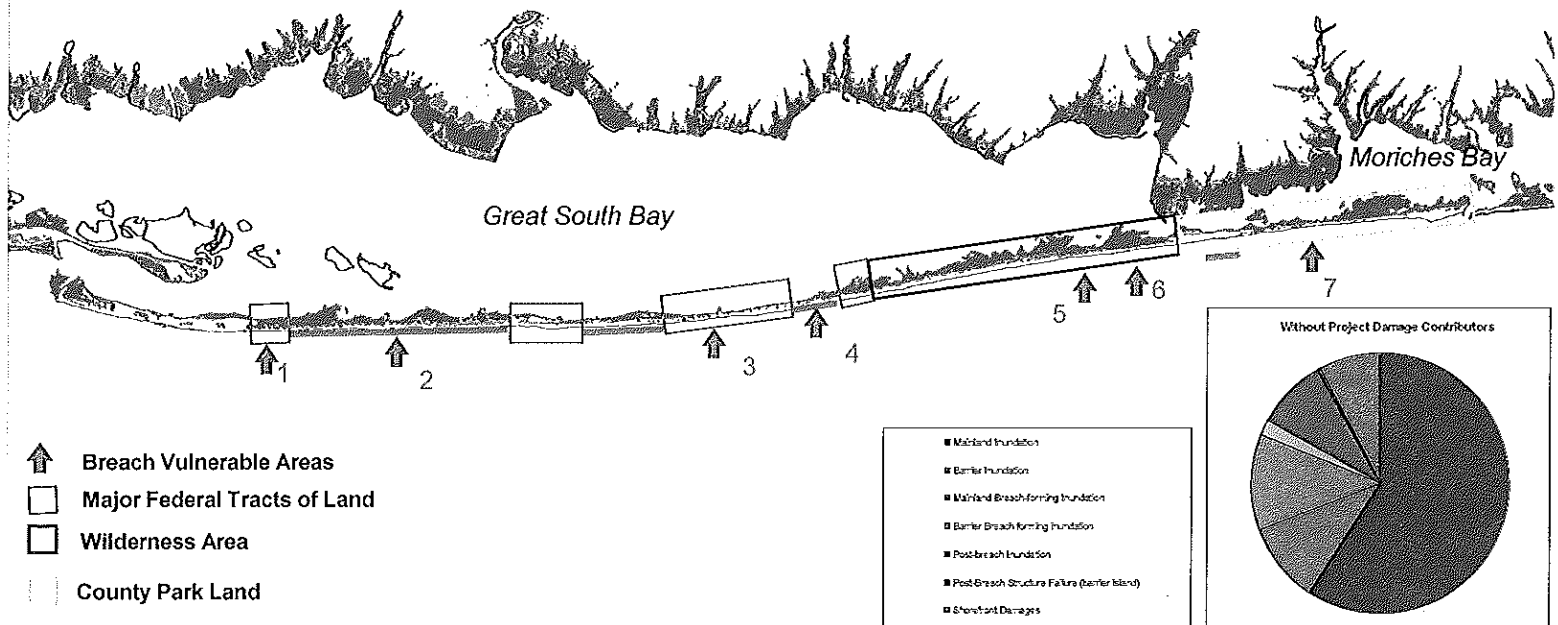 Moriches Bay
Great South Bay
1
2
3
4
5
6
7
Breach Vulnerable Areas
Major Federal Tracts of Land
Wilderness Area
County Park Land
Mainland Inundation
Barrier Inundation
Mainland Breach-forming Inundation
Barrier Breach forming Inundation
Post-breach Inundation
Post-Breach Structure Failure (barrier island)
Shorefront Damages
Without Project Damage Contributors